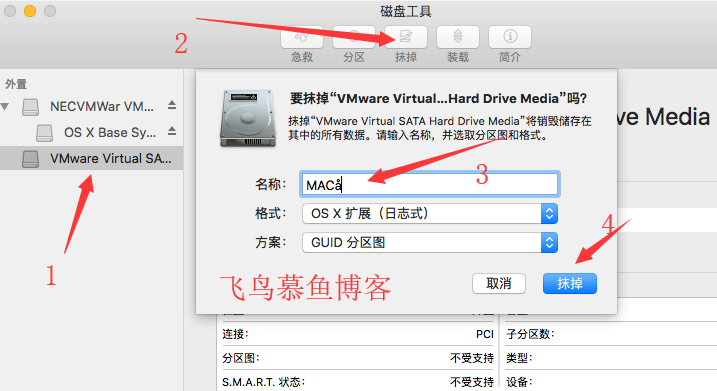 磁盘工具
2
急救
分区
抹掉
装载
简介
外置
NECVMWar VM...
OS X Base Sy...
VMware Virtual SA...
1
要抹掉“VMware Virtual...Hard Drive Media”吗?
抹掉“VMware Virtual SATA Hard Drive Media”将销毁储存在
其中的所有数据。请输入名称，并选取分区图和格式。
ve Media
名称:
MACå
3
格式:
OS X 扩展（日志式）
方案:
GUID 分区图
4
飞鸟慕鱼博客
取消
抹掉
连接:
PCI
子分区数:
分区图:
不受支持
类型:
S.M.A.R.T. 状态:
不受支持
设备: